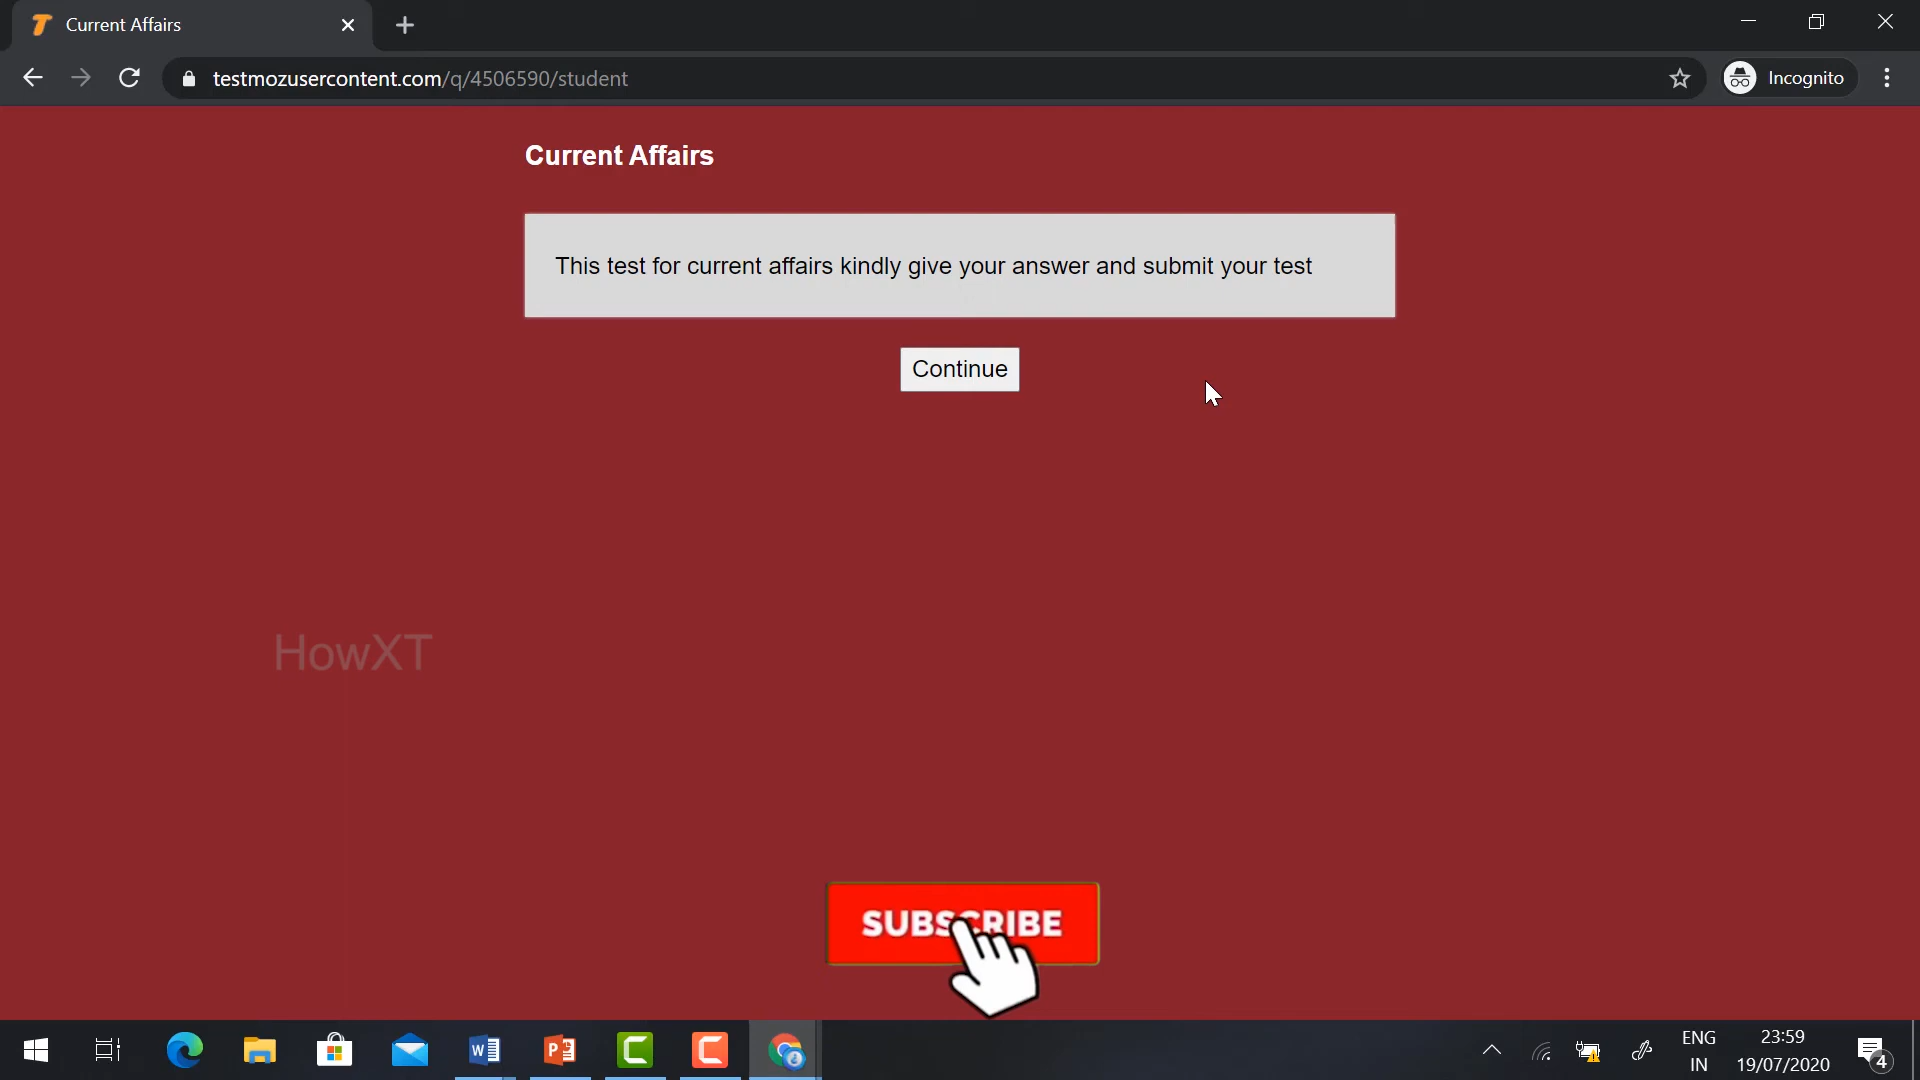 Current Affairs
testmozusercontent.com/q/4506590/student
Incognito
Current Affairs
This test for current affairs kindly give your answer and submit your test
Continue
HowXT
SUBSCRIBE
ENG
IN
23:59
19/07/2020
4